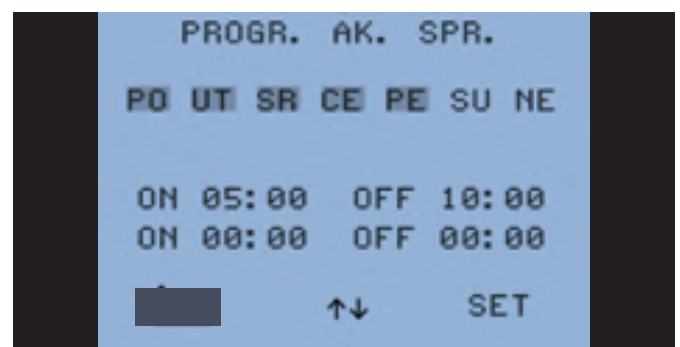 PROGR. AK. SPR.
PO UT SR CE PE SU NE
ON 05:00 OFF 10:00
ON 00:00 OFF 00:00
↑↓ SET